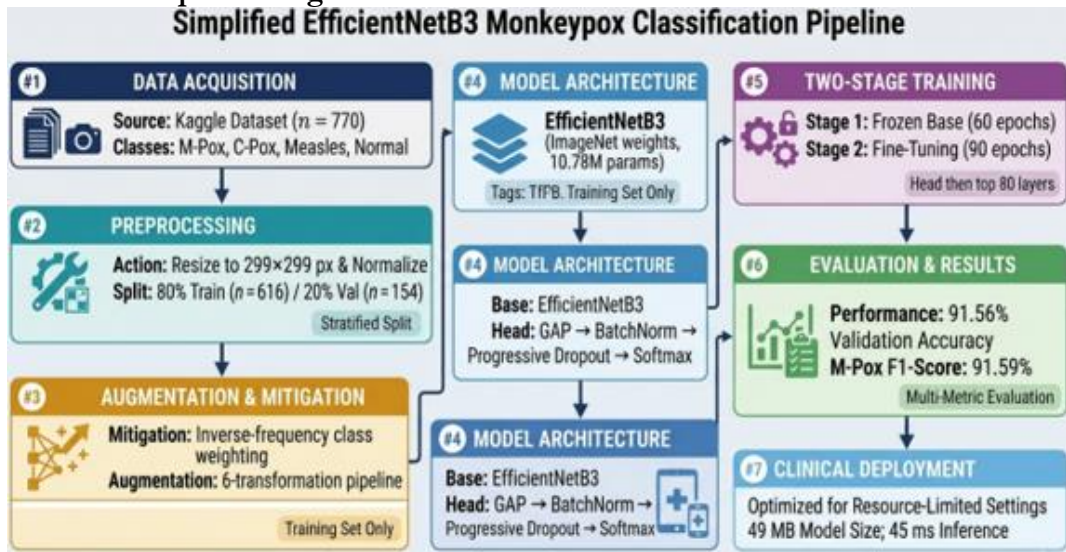 Simplified EfficientNetB3 Monkeypox Classification Pipeline
#1 DATA ACQUISITION
Source: Kaggle Dataset (n = 770)
Classes: M-Pox, C-Pox, Measles, Normal
#2 PREPROCESSING
Action: Resize to 299×299 px & Normalize
Split: 80% Train (n=616) / 20% Val (n=154)
Stratified Split
#3 AUGMENTATION & MITIGATION
Mitigation: Inverse-frequency class
weighting
Augmentation: 6-transformation pipeline
Training Set Only
#4 MODEL ARCHITECTURE
EfficientNetB3
(ImageNet weights,
10.78M params)
Tags: Training Set Only
#4 MODEL ARCHITECTURE
Base: EfficientNetB3
Head: GAP → BatchNorm →
Progressive Dropout → Softmax
#4 MODEL ARCHITECTURE
Base: EfficientNetB3
Head: GAP → BatchNorm →
Progressive Dropout → Softmax
#5 TWO-STAGE TRAINING
Stage 1: Frozen Base (60 epochs)
Stage 2: Fine-Tuning (90 epochs)
Head then top 80 layers
#6 EVALUATION & RESULTS
Performance: 91.56%
Validation Accuracy
M-Pox F1-Score: 91.59%
Multi-Metric Evaluation
#7 CLINICAL DEPLOYMENT
Optimized for Resource-Limited Settings
49 MB Model Size; 45 ms Inference